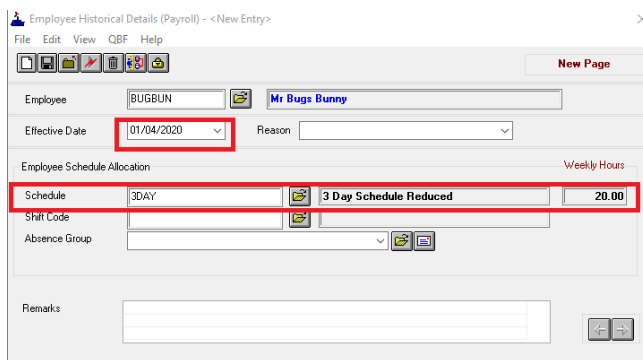 Employee Historical Details (Payroll) - <New Entry>
File Edit View QBF Help
New Page
Employee BUGBUN Mr Bugs Bunny
Effective Date 01/04/2020 Reason
Employee Schedule Allocation Weekly Hours
Schedule 3DAY 3 Day Schedule Reduced 20.00
Shift Code
Absence Group
Remarks